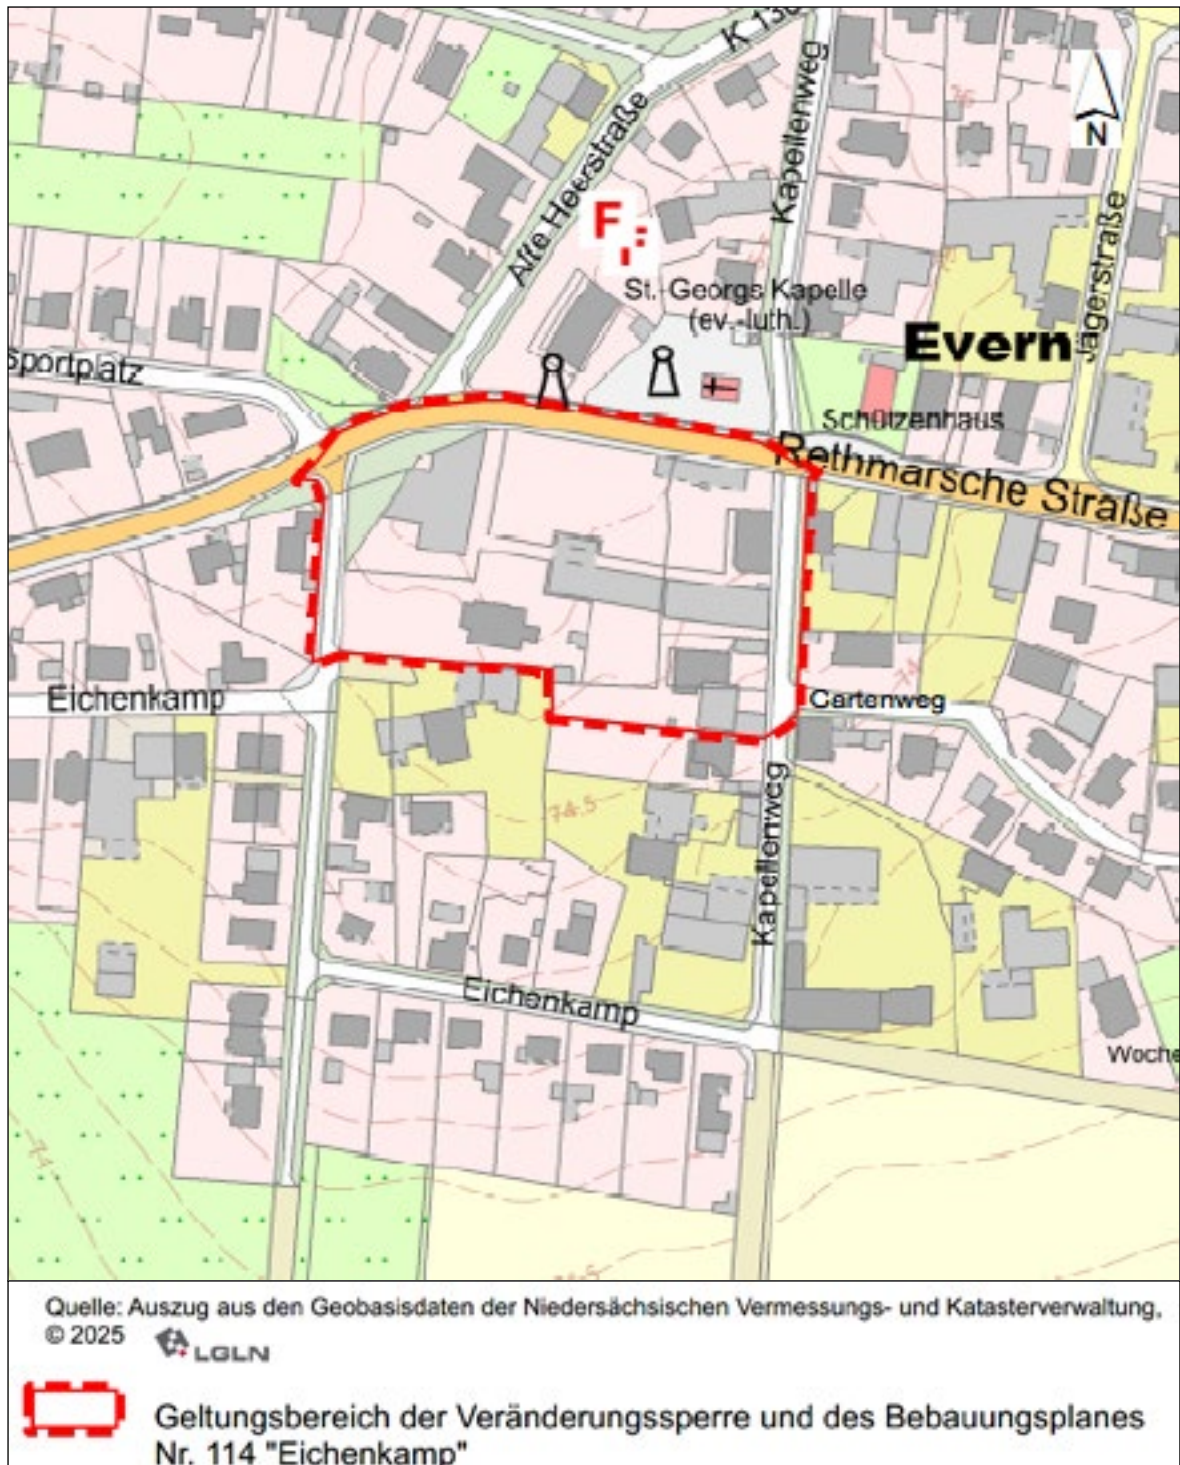 K 13
Kapellenweg
N
Alte Heerstraße
F
F
Jägerstraße
St.-Georgs Kapelle
(ev.-luth.)
Evern
Sportplatz
Schützenhaus
Rethmarsche Straße
Eichenkamp
Gartenweg
74,5
Kapellenweg
Eichenkamp
Woche
74
Quelle: Auszug aus den Geobasisdaten der Niedersächsischen Vermessungs- und Katasterverwaltung,
© 2025 LGLN
Geltungsbereich der Veränderungssperre und des Bebauungsplanes
Nr. 114 "Eichenkamp"